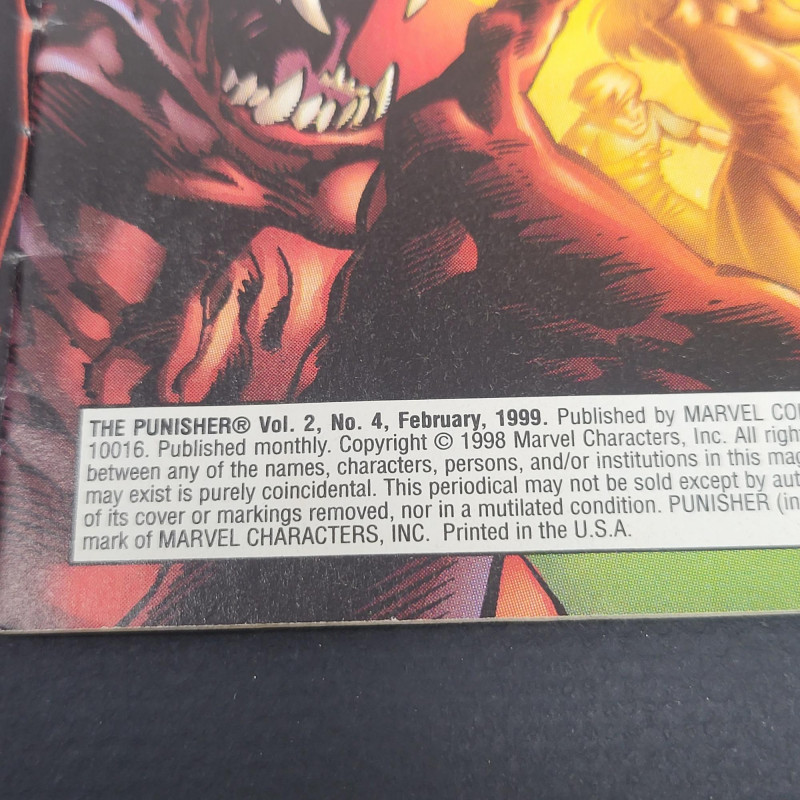 THE PUNISHER® Vol. 2, No. 4, February, 1999. Published by MARVEL
10016. Published monthly. Copyright © 1998 Marvel Characters, Inc. All
between any of the names, characters, persons, and/or institutions in this
may exist is purely coincidental. This periodical may not be sold except by
of its cover or markings removed, nor in a mutilated condition. PUNISHER
mark of MARVEL CHARACTERS, INC. Printed in the U.S.A.